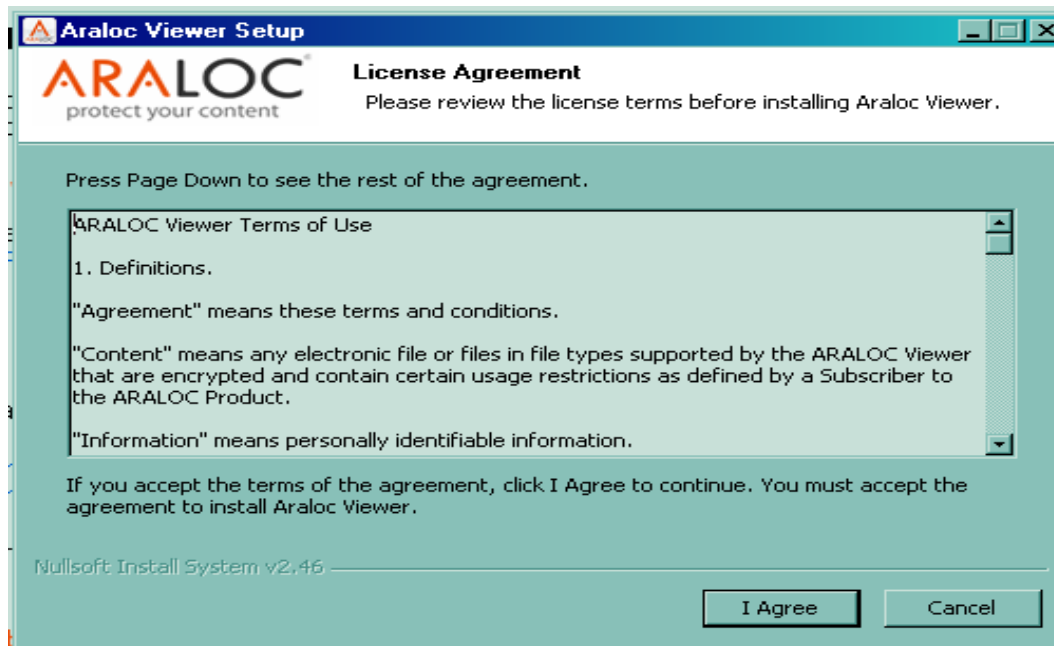 Araloc Viewer Setup
ARALOC
protect your content
License Agreement
Please review the license terms before installing Araloc Viewer.
Press Page Down to see the rest of the agreement.
ARALOC Viewer Terms of Use
1. Definitions.
"Agreement" means these terms and conditions.
"Content" means any electronic file or files in file types supported by the ARALOC Viewer
that are encrypted and contain certain usage restrictions as defined by a Subscriber to
the ARALOC Product.
"Information" means personally identifiable information.
If you accept the terms of the agreement, click I Agree to continue. You must accept the
agreement to install Araloc Viewer.
Nullsoft Install System v2.46
I Agree
Cancel